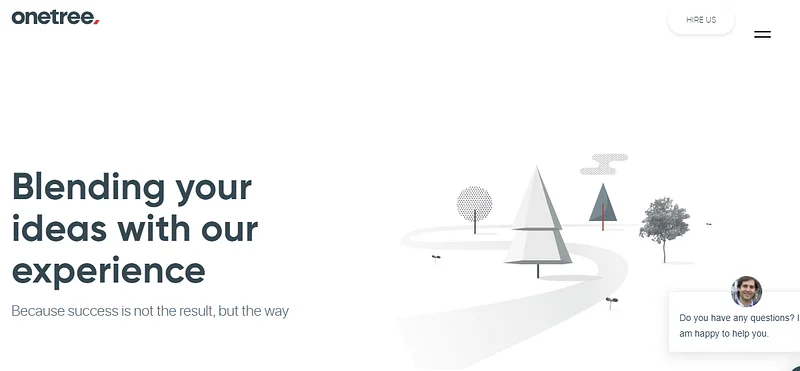 onetree
HIRE US
Blending your
ideas with our
experience
Because success is not the result, but the way
Do you have any questions? I
am happy to help you.